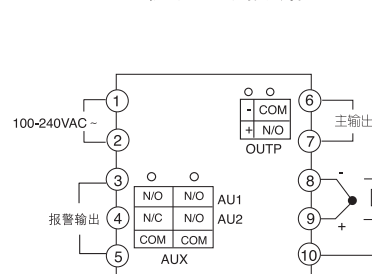 100-240VAC ~
1
2
- COM
+ N/O
OUTP
6
7
主输出
3
4
5
报警输出
N/O N/O AU1
N/C N/O AU2
COM COM
AUX
8
9
10
-
+